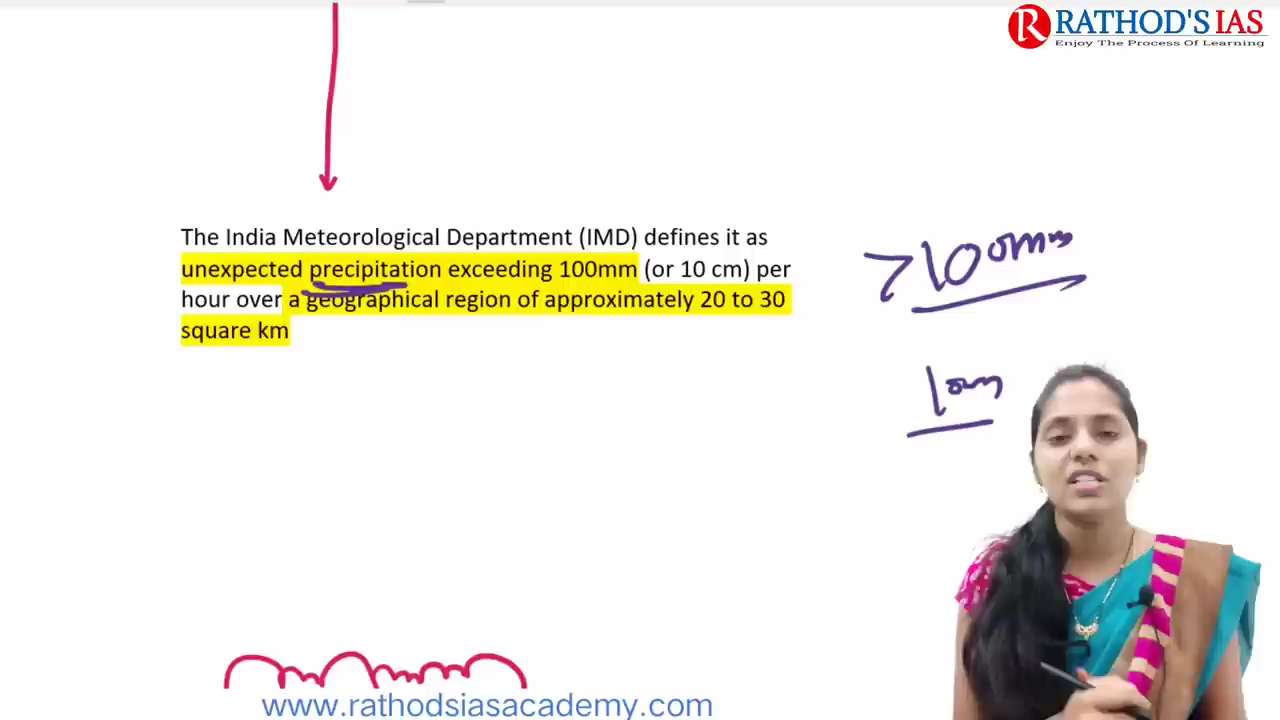 RATHOD'S IAS
Enjoy The Process Of Learning
The India Meteorological Department (IMD) defines it as
unexpected precipitation exceeding 100mm (or 10 cm) per
hour over a geographical region of approximately 20 to 30
square km
>100mm
10cm
www.rathodsiasacademy.com